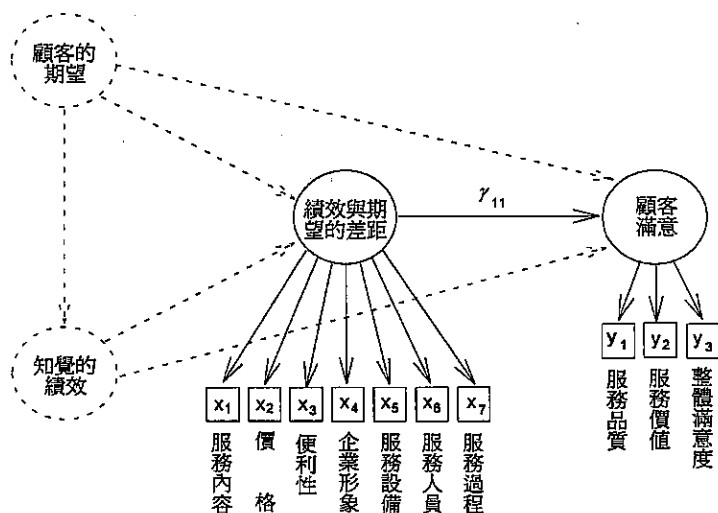 顧客的
期望
績效與期
望的差距
γ11
顧客
滿意
知覺的
績效
y1
y2
y3
服務品質
服務價值
整體滿意度
x1
x2
x3
x4
x5
x6
x7
服務內容
價格
便利性
企業形象
服務設備
服務人員
服務過程